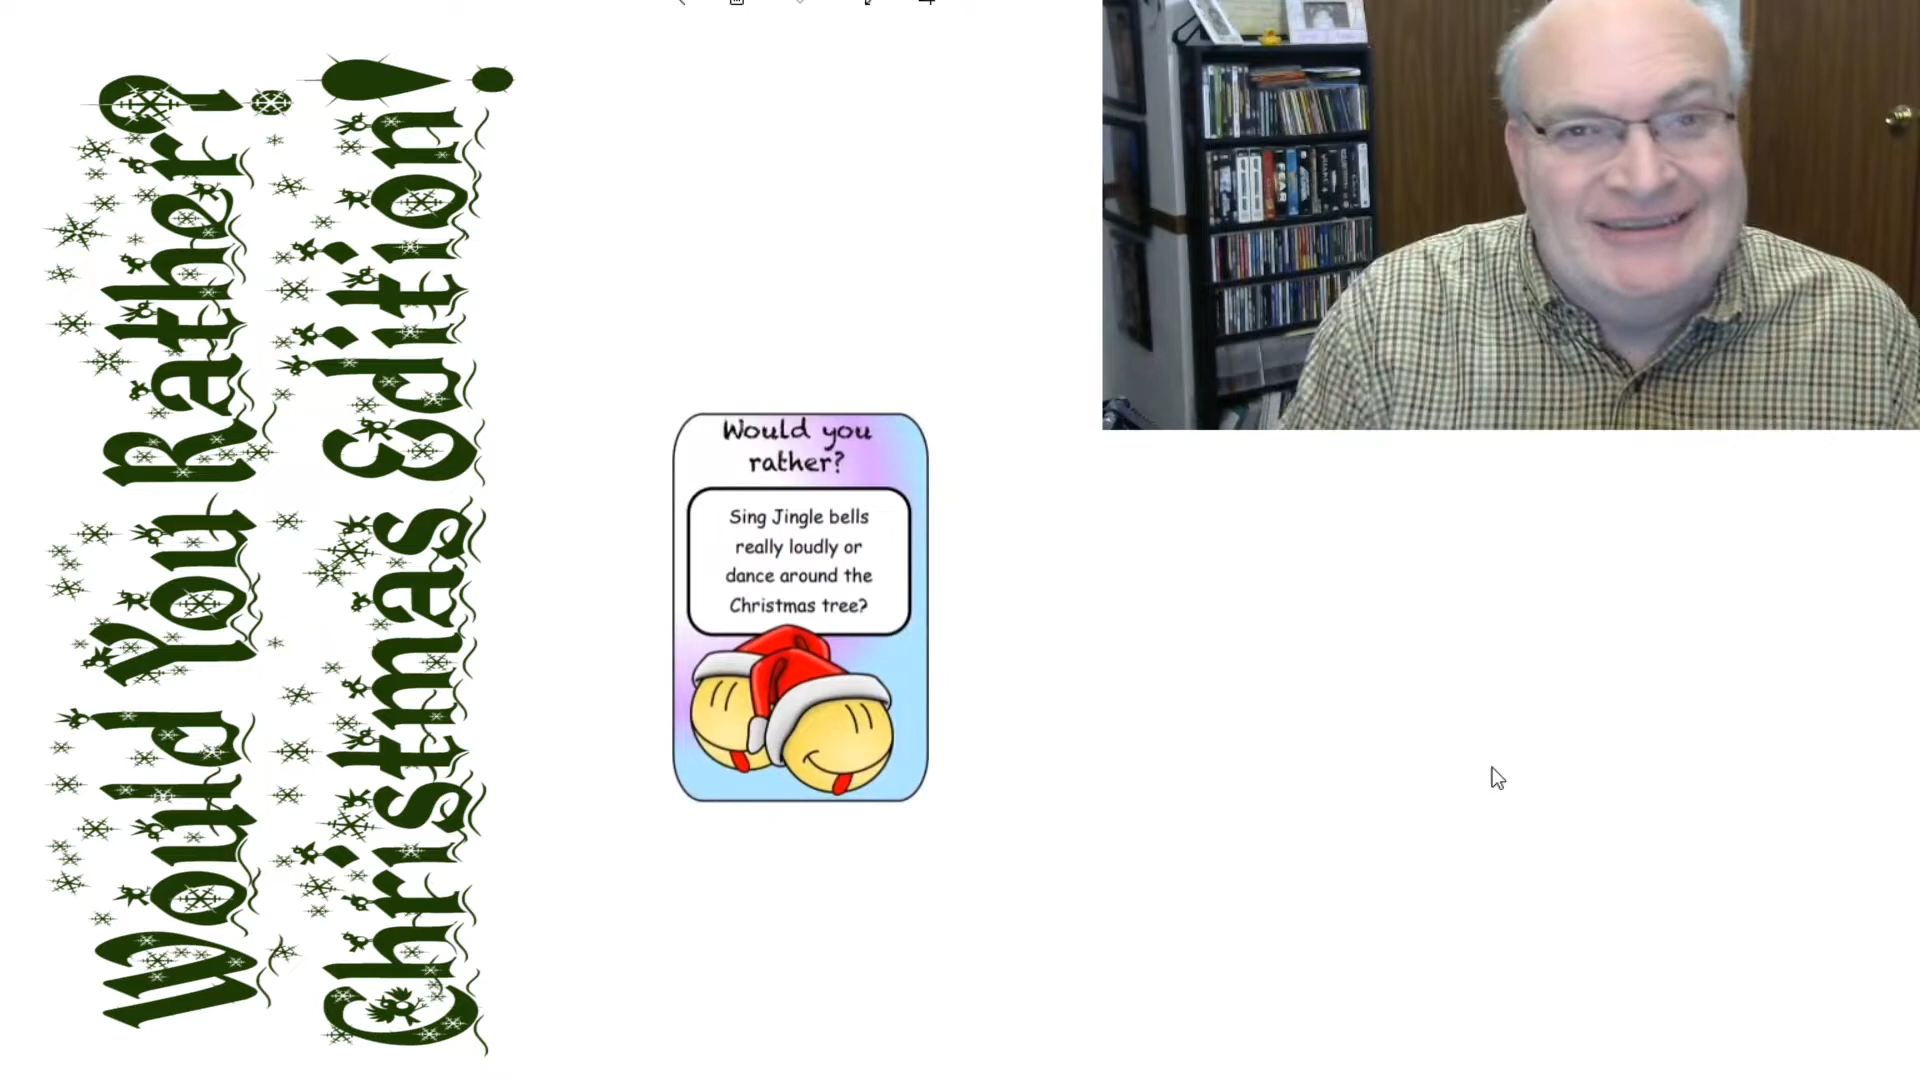 Would You Rather?
Christmas Edition!
Would you
rather?
Sing Jingle bells
really loudly or
dance around the
Christmas tree?